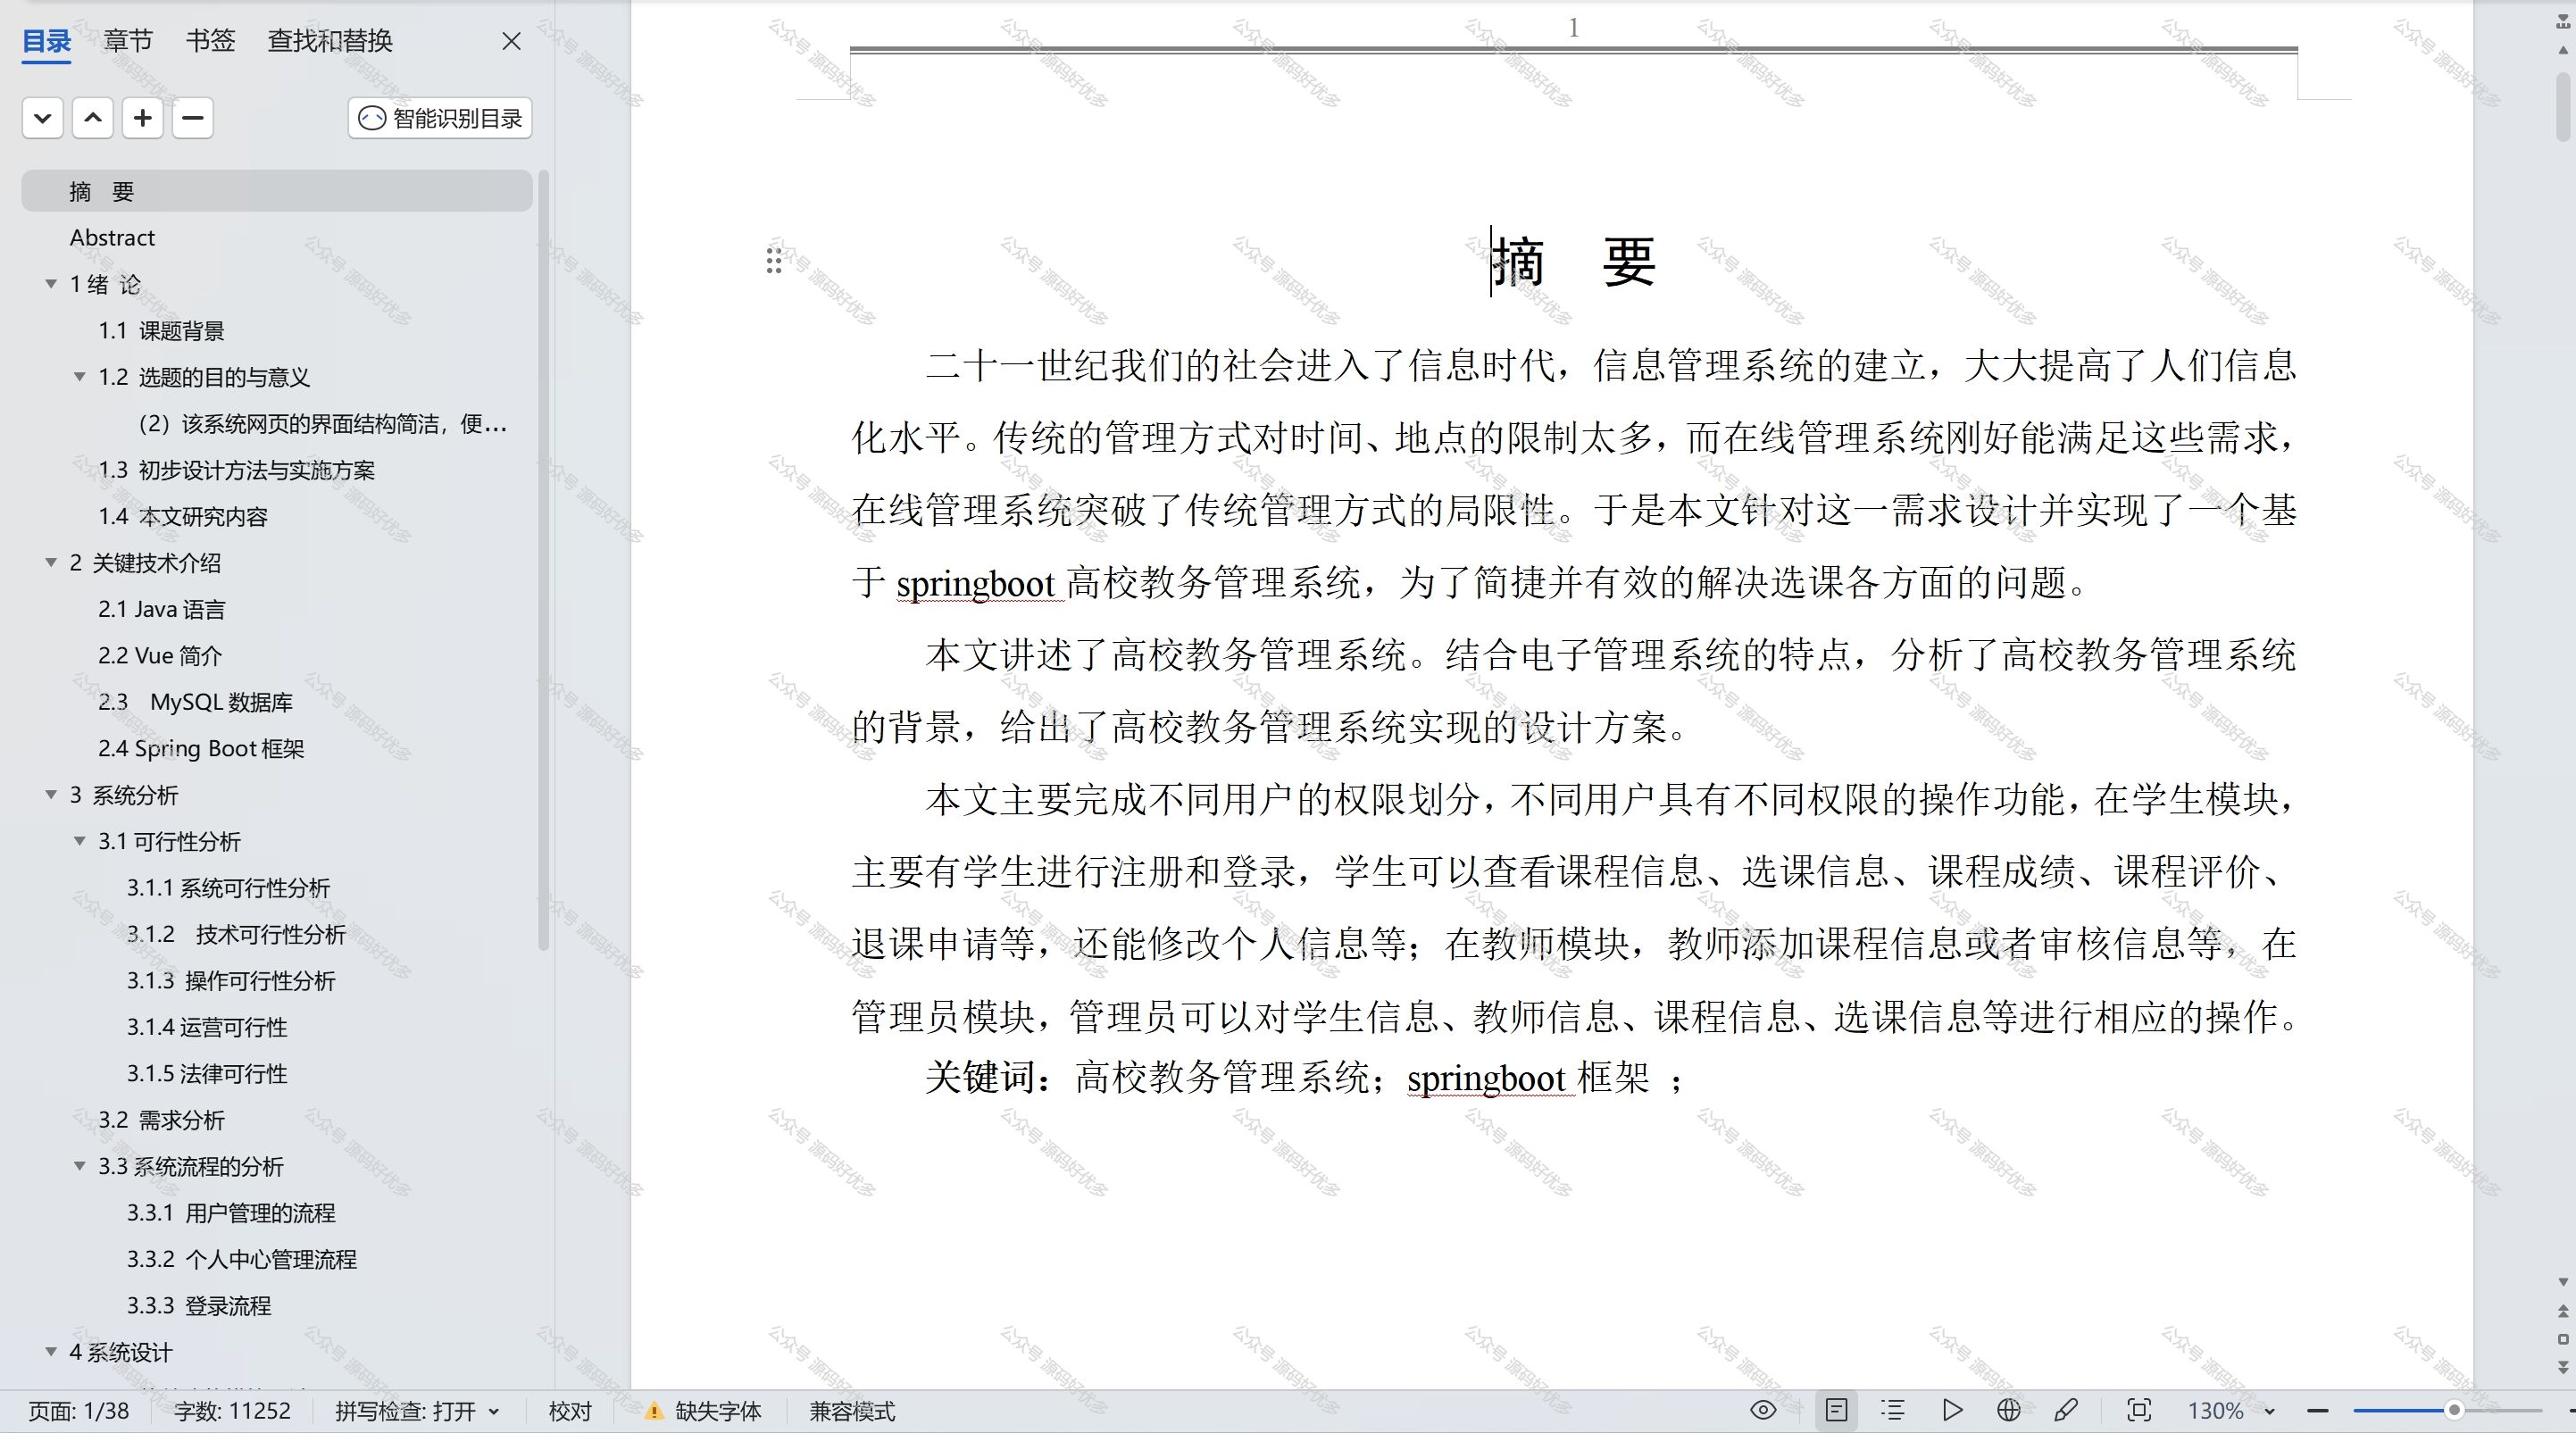 目录 章节 书签 查找和替换
智能识别目录
摘 要
Abstract
1 绪 论
1.1 课题背景
1.2 选题的目的与意义
（2）该系统网页的界面结构简洁，便...
1.3 初步设计方法与实施方案
1.4 本文研究内容
2 关键技术介绍
2.1 Java 语言
2.2 Vue 简介
2.3 MySQL 数据库
2.4 Spring Boot 框架
3 系统分析
3.1 可行性分析
3.1.1 系统可行性分析
3.1.2 技术可行性分析
3.1.3 操作可行性分析
3.1.4 运营可行性
3.1.5 法律可行性
3.2 需求分析
3.3 系统流程的分析
3.3.1 用户管理的流程
3.3.2 个人中心管理流程
3.3.3 登录流程
4 系统设计
1
摘 要
二十一世纪我们的社会进入了信息时代，信息管理系统的建立，大大提高了人们信息
化水平。传统的管理方式对时间、地点的限制太多，而在线管理系统刚好能满足这些需求，
在线管理系统突破了传统管理方式的局限性。于是本文针对这一需求设计并实现了一个基
于 springboot 高校教务管理系统，为了简捷并有效的解决选课各方面的问题。
本文讲述了高校教务管理系统。结合电子管理系统的特点，分析了高校教务管理系统
的背景，给出了高校教务管理系统实现的设计方案。
本文主要完成不同用户的权限划分，不同用户具有不同权限的操作功能，在学生模块，
主要有学生进行注册和登录，学生可以查看课程信息、选课信息、课程成绩、课程评价、
退课申请等，还能修改个人信息等；在教师模块，教师添加课程信息或者审核信息等，在
管理员模块，管理员可以对学生信息、教师信息、课程信息、选课信息等进行相应的操作。
关键词：高校教务管理系统；springboot 框架 ；
公众号 源码好优多
页面: 1/38 字数: 11252 拼写检查: 打开 校对 缺失字体 兼容模式 130%